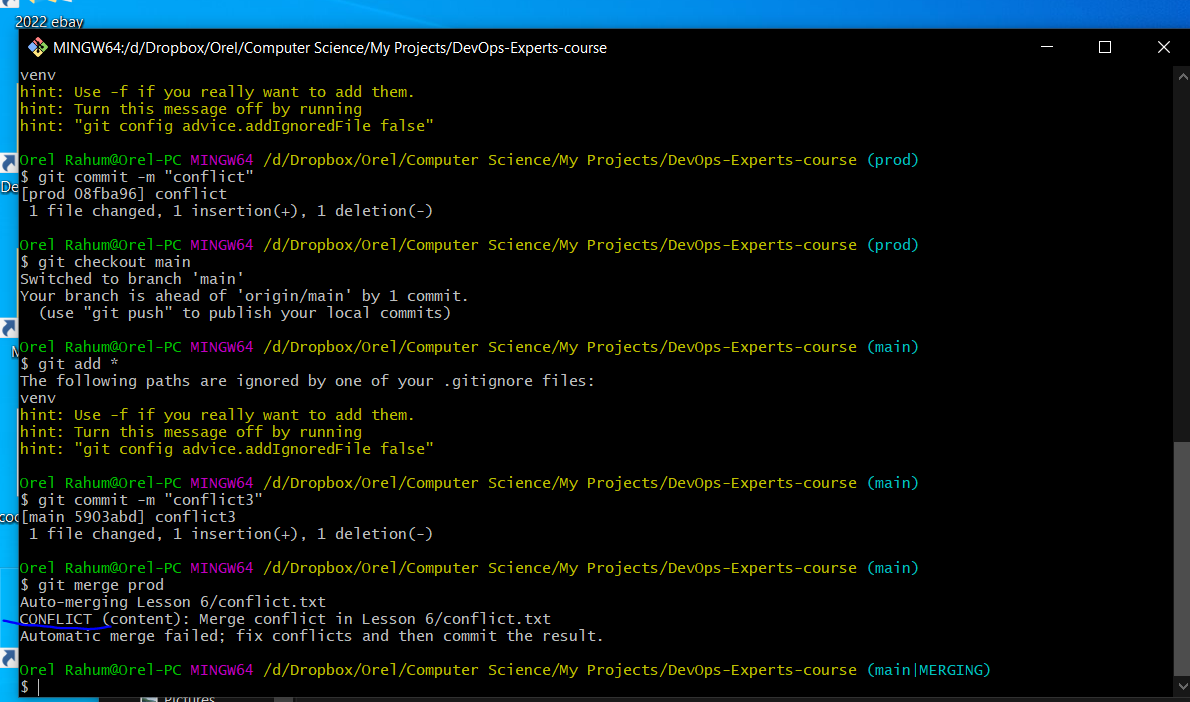 2022 ebay
MINGW64:/d/Dropbox/Orel/Computer Science/My Projects/DevOps-Experts-course
venv
hint: Use -f if you really want to add them.
hint: Turn this message off by running
hint: "git config advice.addIgnoredFile false"
Orel Rahum@Orel-PC MINGW64 /d/Dropbox/Orel/Computer Science/My Projects/DevOps-Experts-course (prod)
$ git commit -m "conflict"
[prod 08fba96] conflict
 1 file changed, 1 insertion(+), 1 deletion(-)
Orel Rahum@Orel-PC MINGW64 /d/Dropbox/Orel/Computer Science/My Projects/DevOps-Experts-course (prod)
$ git checkout main
Switched to branch 'main'
Your branch is ahead of 'origin/main' by 1 commit.
  (use "git push" to publish your local commits)
Orel Rahum@Orel-PC MINGW64 /d/Dropbox/Orel/Computer Science/My Projects/DevOps-Experts-course (main)
$ git add *
The following paths are ignored by one of your .gitignore files:
venv
hint: Use -f if you really want to add them.
hint: Turn this message off by running
hint: "git config advice.addIgnoredFile false"
Orel Rahum@Orel-PC MINGW64 /d/Dropbox/Orel/Computer Science/My Projects/DevOps-Experts-course (main)
$ git commit -m "conflict3"
[main 5903abd] conflict3
 1 file changed, 1 insertion(+), 1 deletion(-)
Orel Rahum@Orel-PC MINGW64 /d/Dropbox/Orel/Computer Science/My Projects/DevOps-Experts-course (main)
$ git merge prod
Auto-merging Lesson 6/conflict.txt
CONFLICT (content): Merge conflict in Lesson 6/conflict.txt
Automatic merge failed; fix conflicts and then commit the result.
Orel Rahum@Orel-PC MINGW64 /d/Dropbox/Orel/Computer Science/My Projects/DevOps-Experts-course (main|MERGING)
$
Pictures